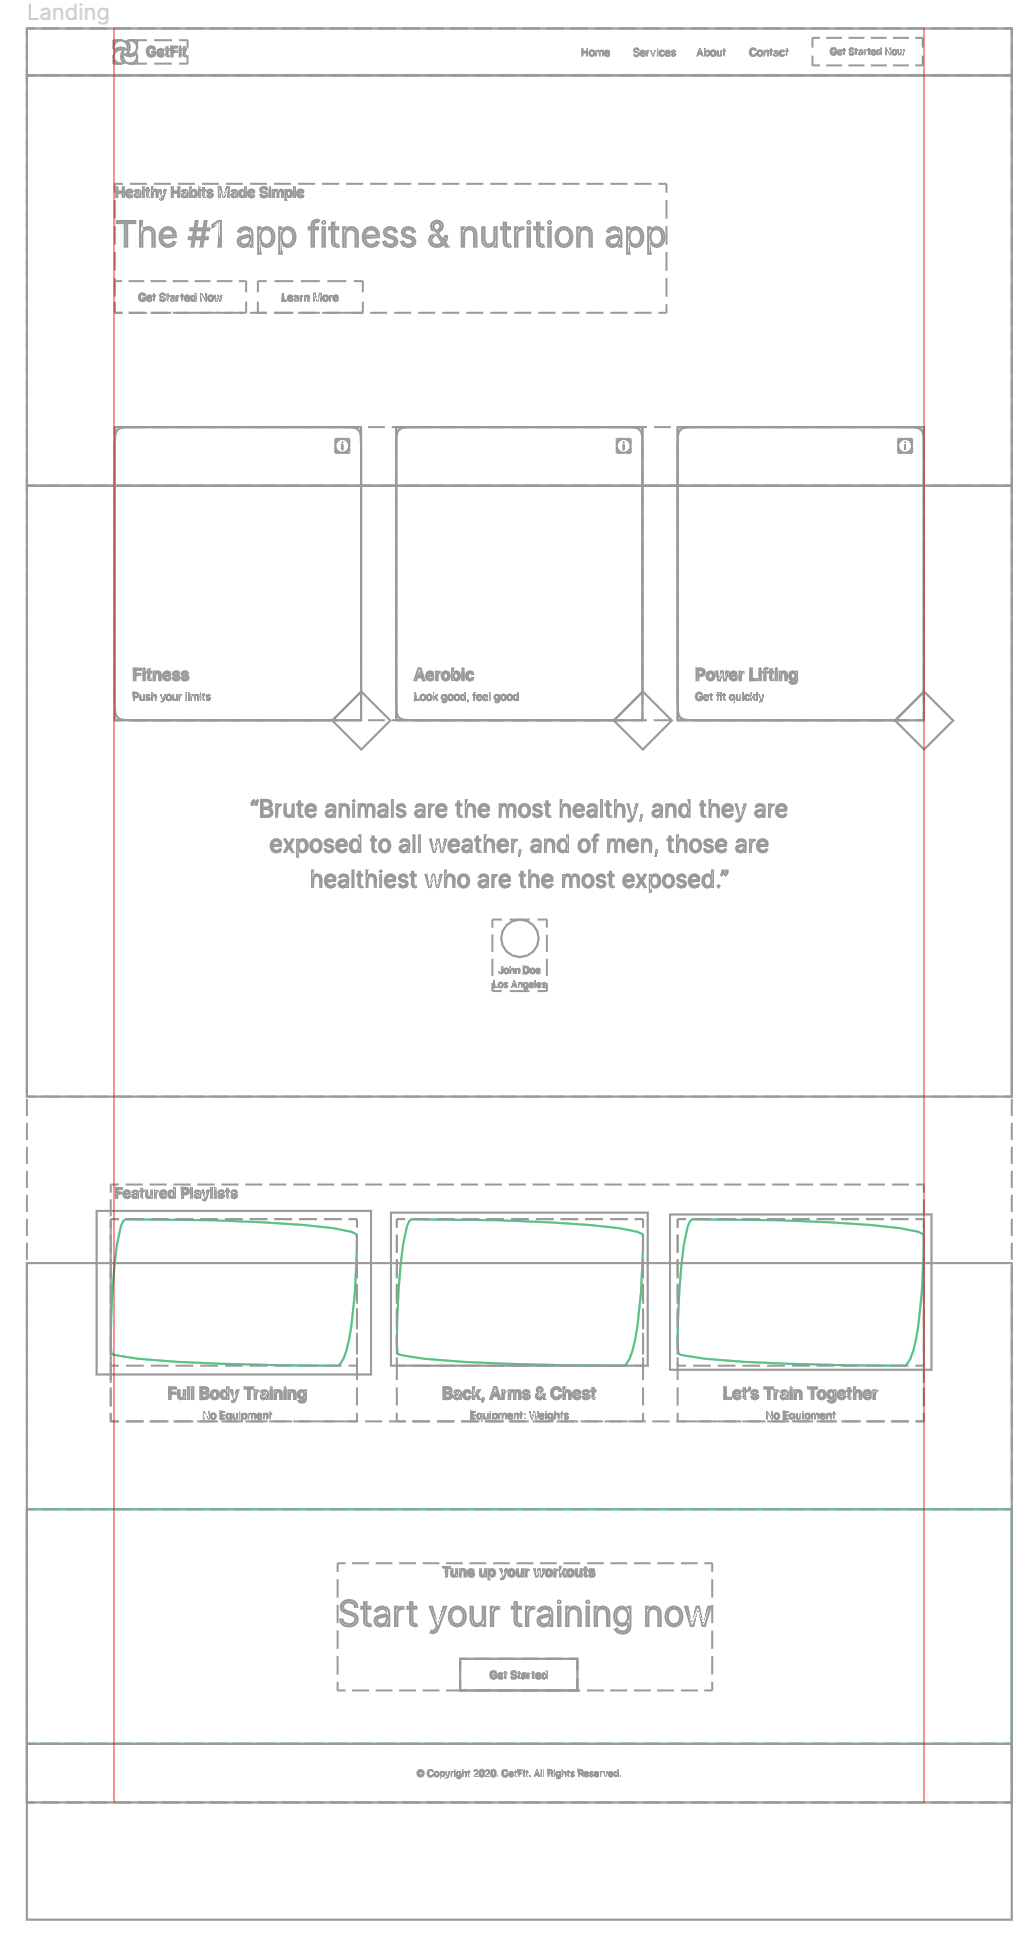 Landing
GetFit
Home Services About Contact Get Started Now
Healthy Habits Made Simple
The #1 app fitness & nutrition app
Get Started Now Learn More
Fitness
Push your limits
Aerobic
Look good, feel good
Power Lifting
Get fit quickly
“Brute animals are the most healthy, and they are
exposed to all weather, and of men, those are
healthiest who are the most exposed.”
John Doe
Los Angeles
Featured Playlists
Full Body Training
No Equipment
Back, Arms & Chest
Equipment: Weights
Let's Train Together
No Equioment
Tune up your workouts
Start your training now
Get Started
© Copyright 2020. GetFit. All Rights Reserved.